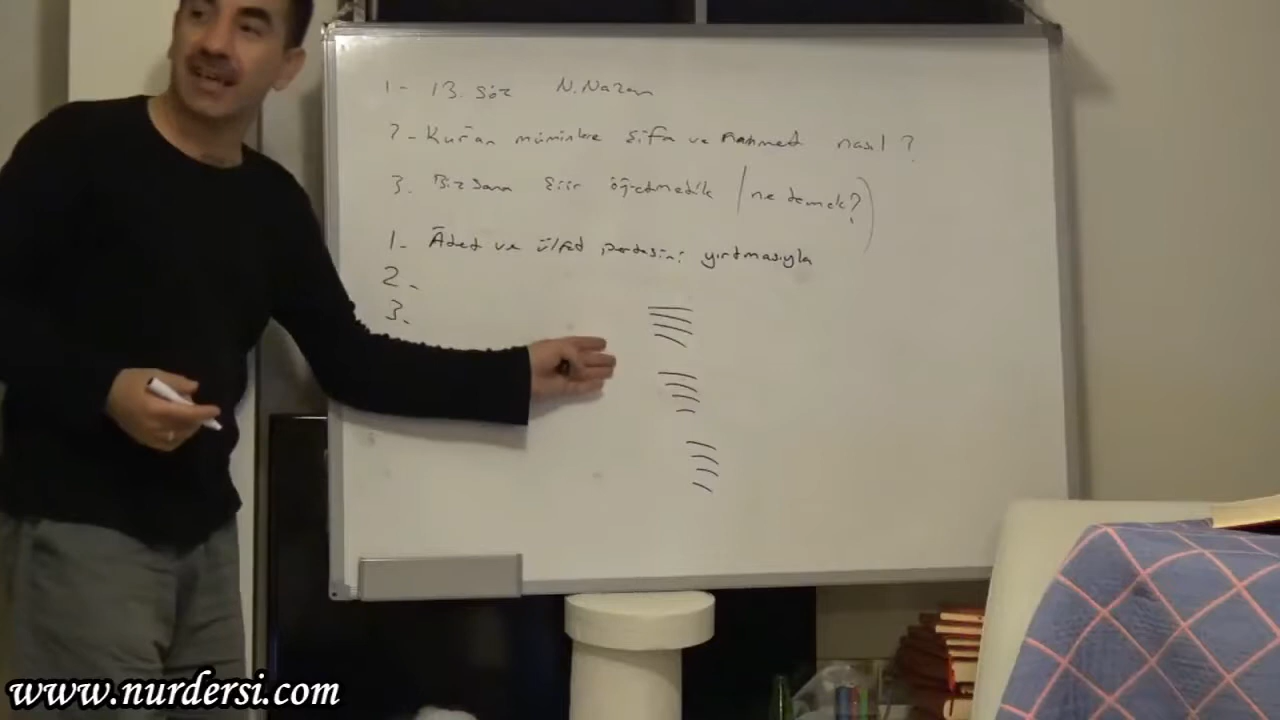 1- 13. söz N. Nazan
2- Kur'an müminlere Şifa ve Rahmet nasıl?
3. Biz Sana Şiir öğretmedik (ne demek?)
1- Âdet ve ülfet perdesini yırtmasıyla
2-
3.
www.nurdersi.com